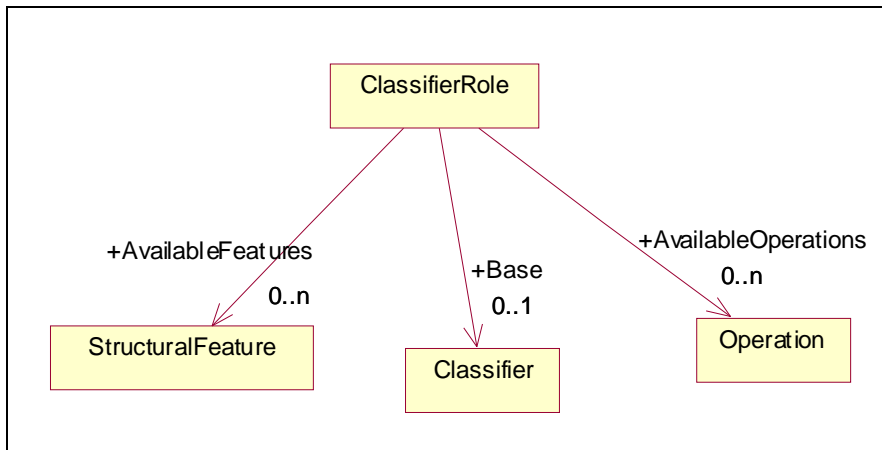 ClassifierRole
+AvailableFeatures
+Base
+AvailableOperations
0..n
0..1
0..n
StructuralFeature
Classifier
Operation